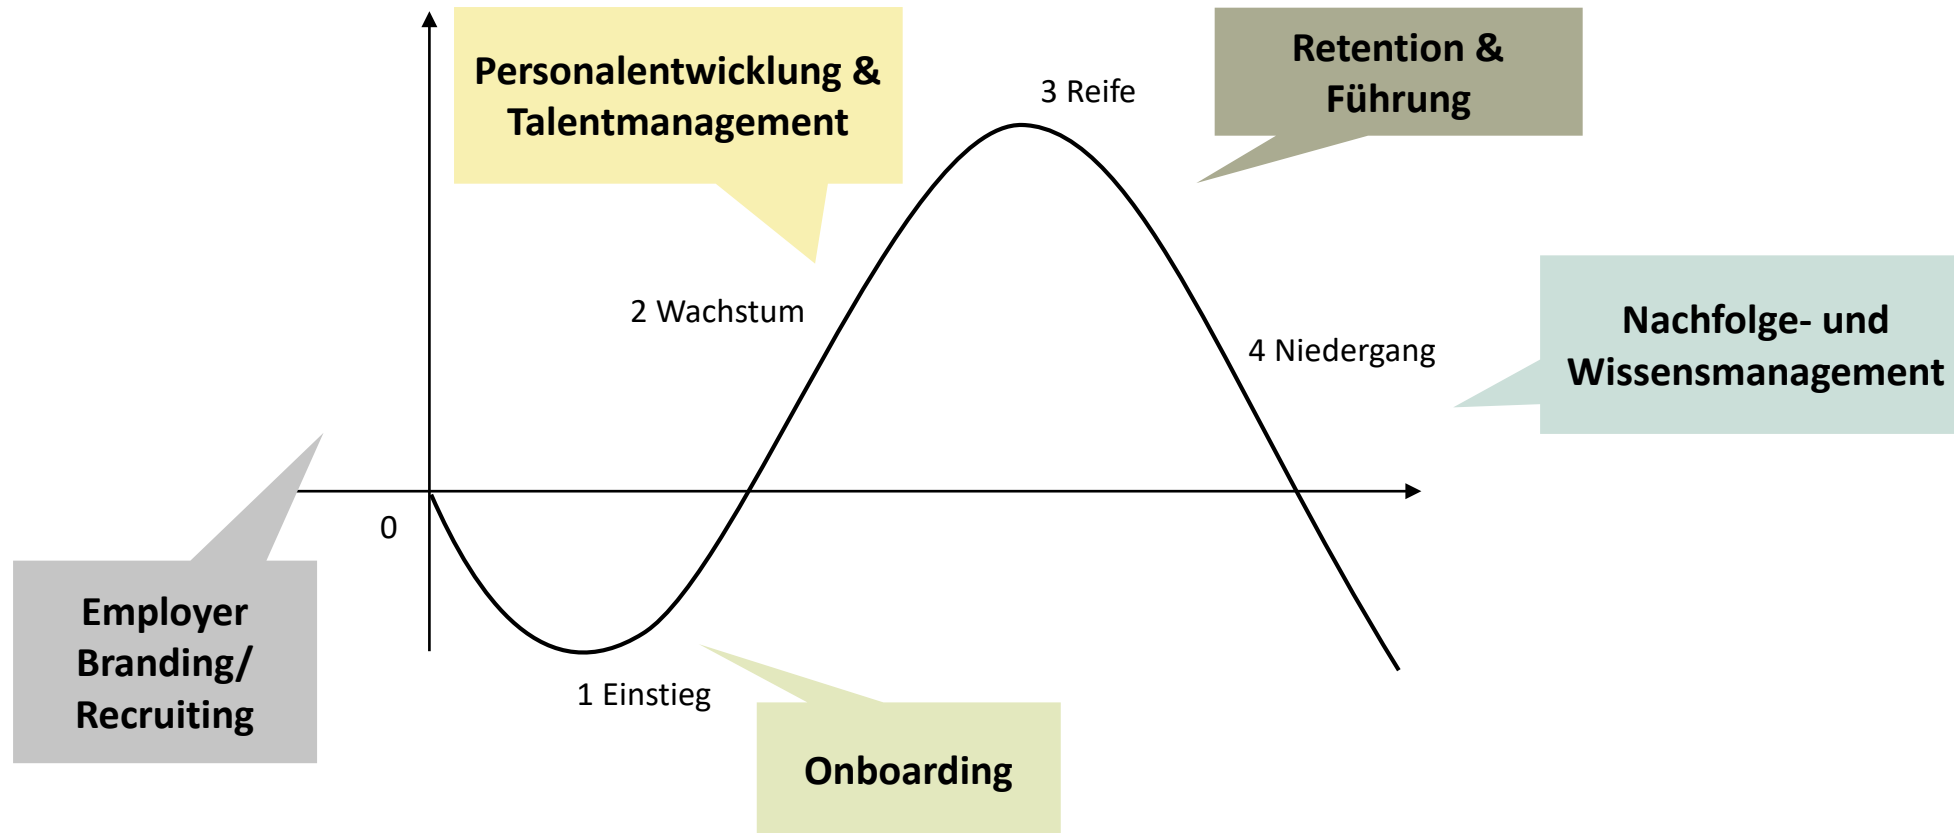 Personalentwicklung &
Talentmanagement
3 Reife
Retention &
Führung
2 Wachstum
4 Niedergang
Nachfolge- und
Wissensmanagement
0
Employer
Branding/
Recruiting
1 Einstieg
Onboarding